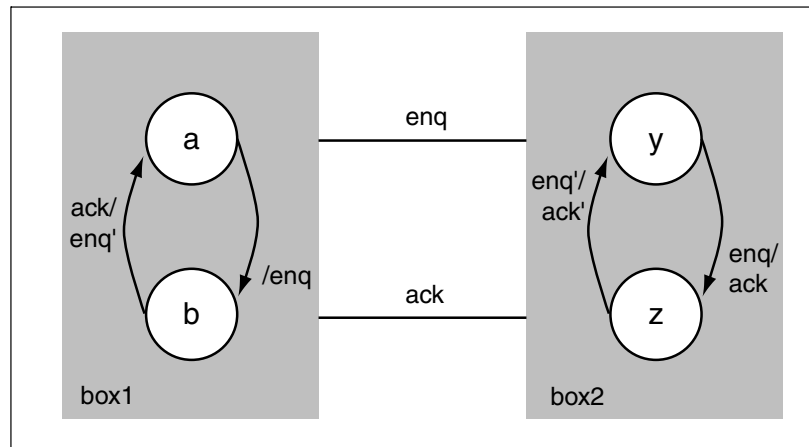 a
ack/
enq'
/enq
b
box1
enq
ack
y
enq'/
ack'
enq/
ack
z
box2